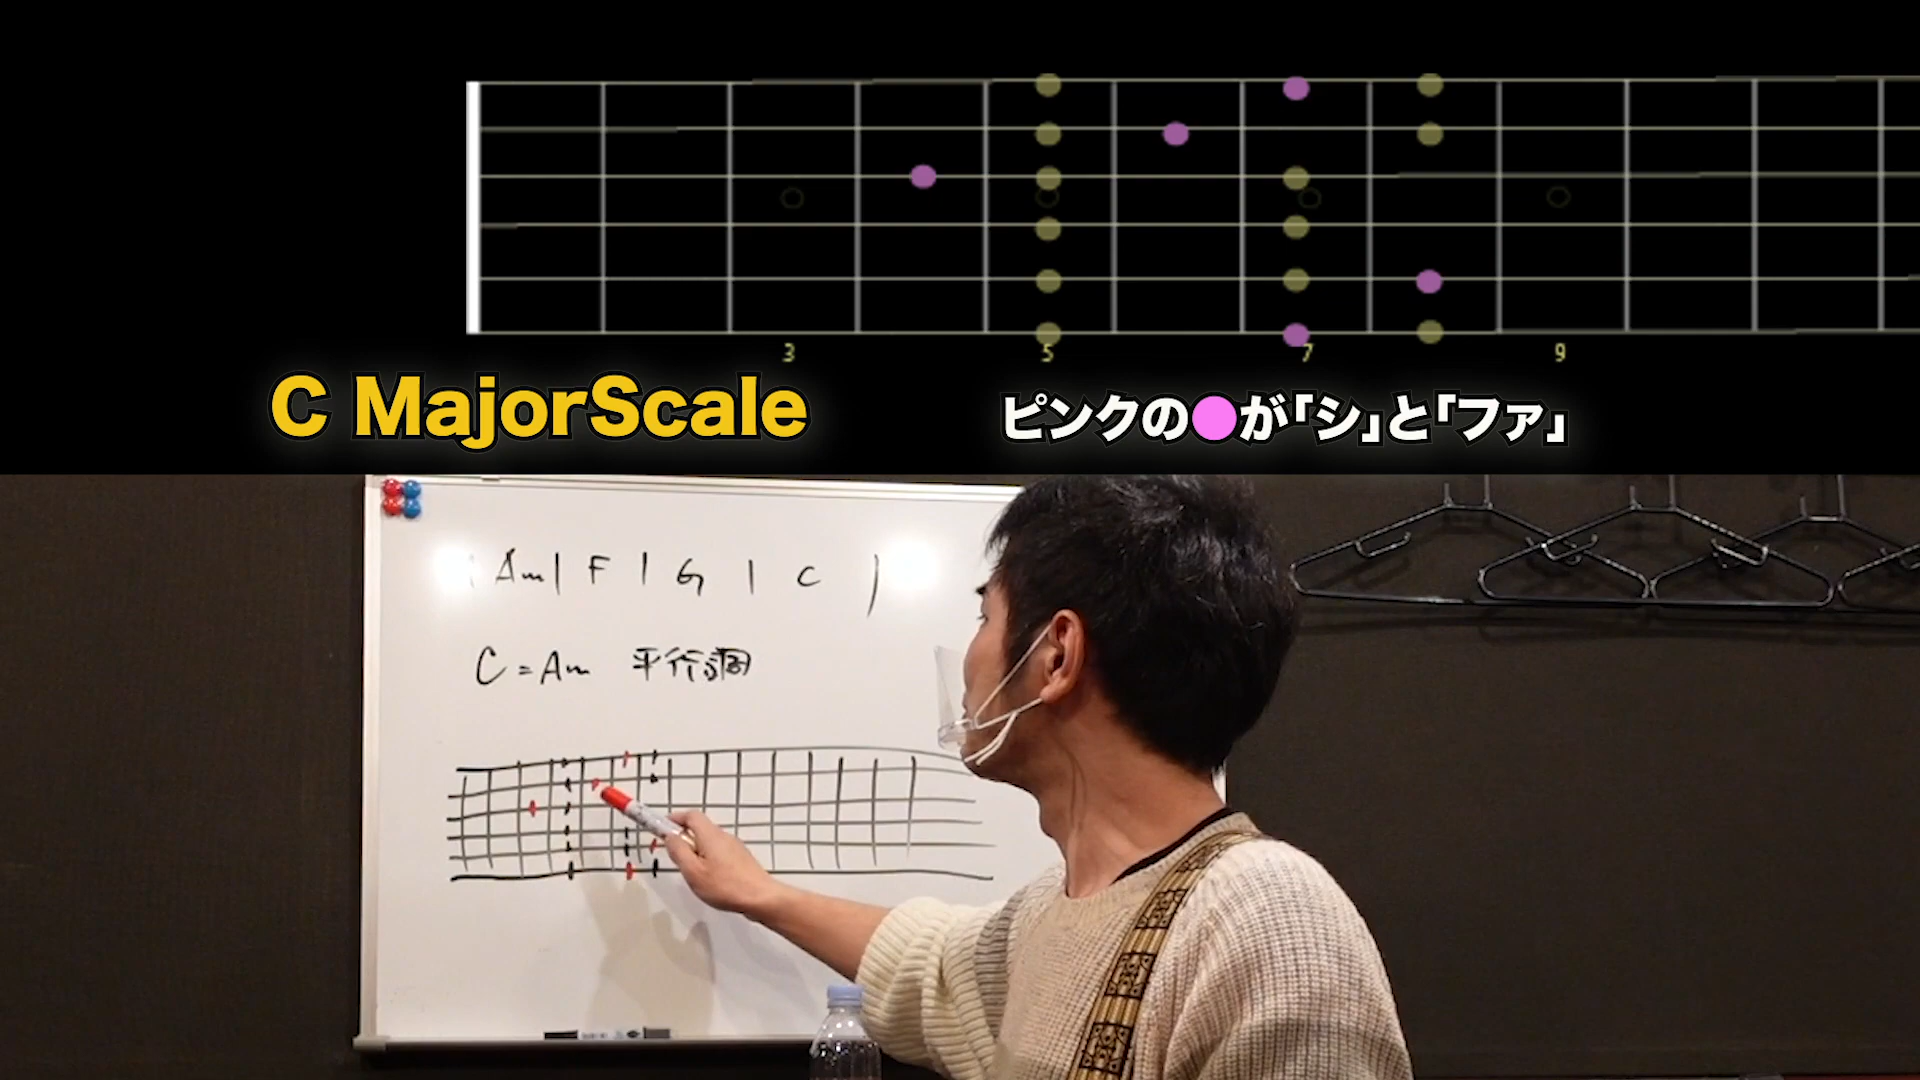 3 5 7 9
C MajorScale
ピンクの●が「シ」と「ファ」
| Am | F | G | C |
C = Am 平行調